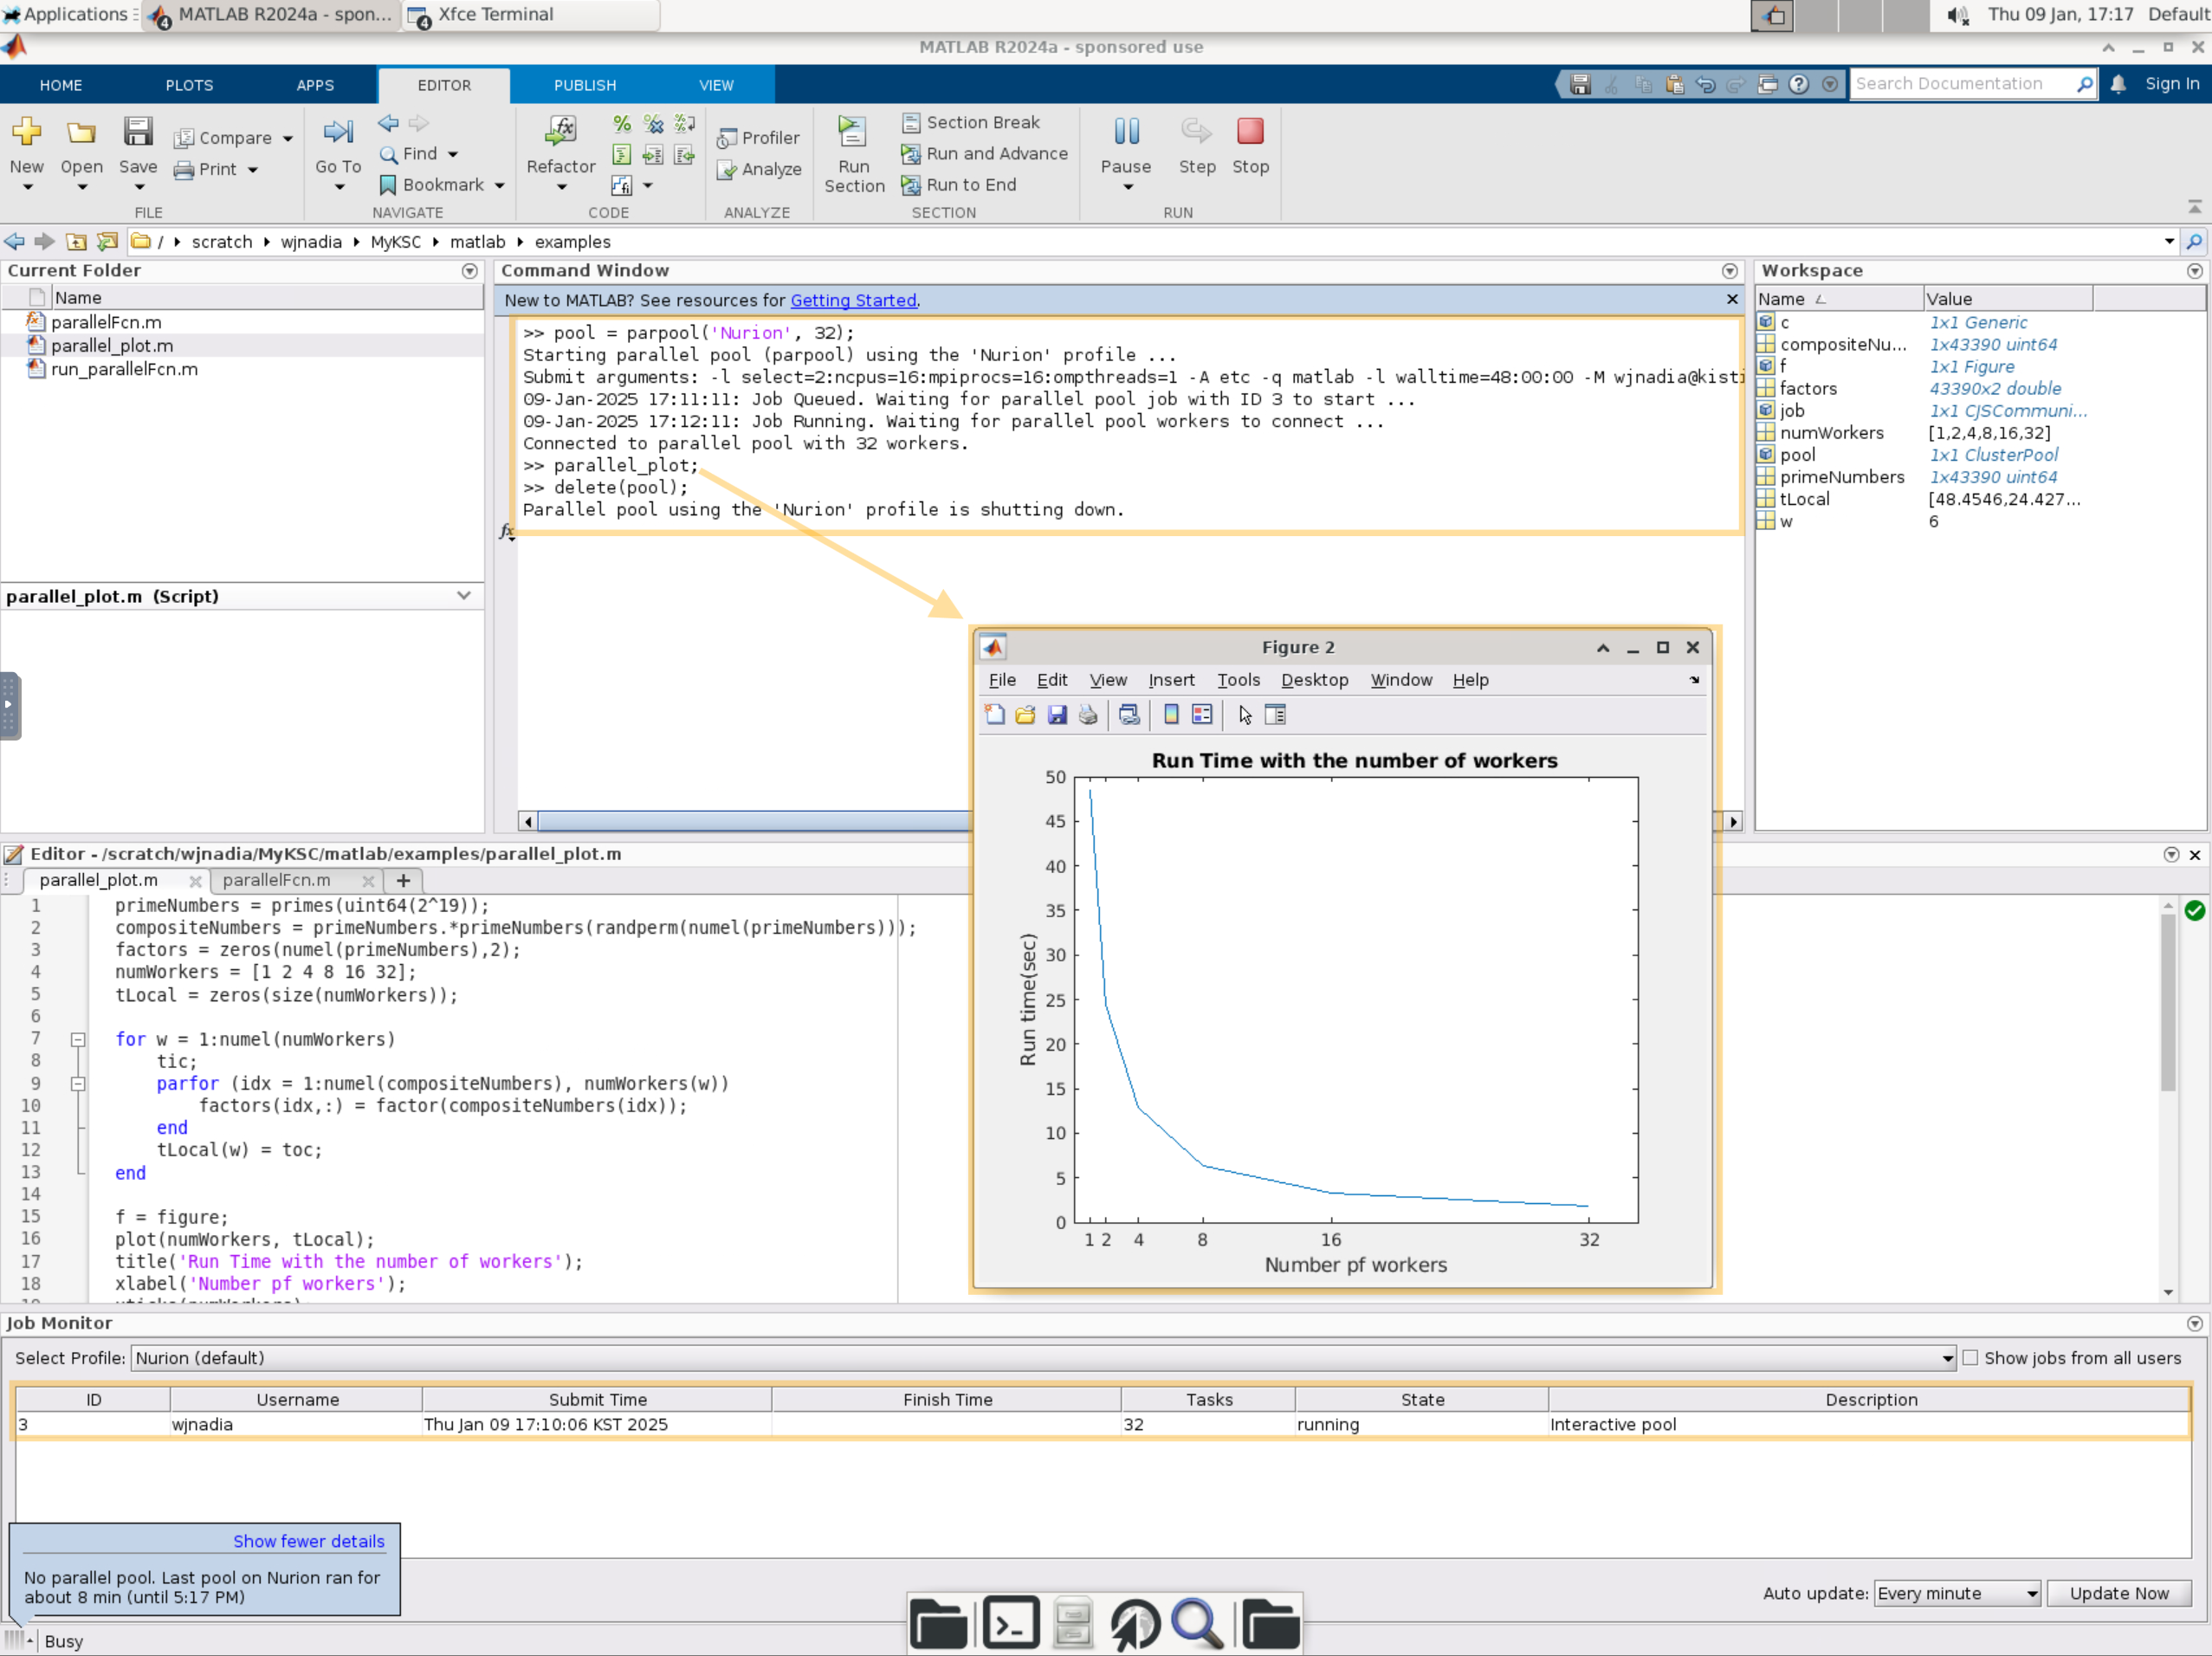 Applications
MATLAB R2024a - spon...
Xfce Terminal
Thu 09 Jan, 17:17 Default
MATLAB R2024a - sponsored use
HOME PLOTS APPS EDITOR PUBLISH VIEW
Search Documentation
Sign In
New Open Save Compare Print
Go To Find Bookmark
Refactor
Profiler Analyze
Run Section
Section Break
Run and Advance
Run to End
Pause Step Stop
FILE NAVIGATE CODE ANALYZE SECTION RUN
/ scratch wjnadia MyKSC matlab examples
Current Folder
Name
parallelFcn.m
parallel_plot.m
run_parallelFcn.m
parallel_plot.m (Script)
Command Window
New to MATLAB? See resources for Getting Started.
>> pool = parpool('Nurion', 32);
Starting parallel pool (parpool) using the 'Nurion' profile ...
Submit arguments: -l select=2:ncpus=16:mpiprocs=16:ompthreads=1 -A etc -q matlab -l walltime=48:00:00 -M wjnadia@kisti
09-Jan-2025 17:11:11: Job Queued. Waiting for parallel pool job with ID 3 to start ...
09-Jan-2025 17:12:11: Job Running. Waiting for parallel pool workers to connect ...
Connected to parallel pool with 32 workers.
>> parallel_plot;
>> delete(pool);
Parallel pool using the 'Nurion' profile is shutting down.
fx
Workspace
Name Value
c 1x1 Generic
compositeNu... 1x43390 uint64
f 1x1 Figure
factors 43390x2 double
job 1x1 CJSCommuni...
numWorkers [1,2,4,8,16,32]
pool 1x1 ClusterPool
primeNumbers 1x43390 uint64
tLocal [48.4546,24.427...
w 6
Figure 2
File Edit View Insert Tools Desktop Window Help
Run Time with the number of workers
50
45
40
35
30
25
20
15
10
5
0
Run time(sec)
1 2 4 8 16 32
Number pf workers
Editor - /scratch/wjnadia/MyKSC/matlab/examples/parallel_plot.m
parallel_plot.m parallelFcn.m +
1 primeNumbers = primes(uint64(2^19));
2 compositeNumbers = primeNumbers.*primeNumbers(randperm(numel(primeNumbers)));
3 factors = zeros(numel(primeNumbers),2);
4 numWorkers = [1 2 4 8 16 32];
5 tLocal = zeros(size(numWorkers));
6
7 for w = 1:numel(numWorkers)
8 tic;
9 parfor (idx = 1:numel(compositeNumbers), numWorkers(w))
10 factors(idx,:) = factor(compositeNumbers(idx));
11 end
12 tLocal(w) = toc;
13 end
14
15 f = figure;
16 plot(numWorkers, tLocal);
17 title('Run Time with the number of workers');
18 xlabel('Number pf workers');
Job Monitor
Select Profile: Nurion (default)
Show jobs from all users
ID Username Submit Time Finish Time Tasks State Description
3 wjnadia Thu Jan 09 17:10:06 KST 2025 32 running Interactive pool
Show fewer details
No parallel pool. Last pool on Nurion ran for
about 8 min (until 5:17 PM)
Auto update: Every minute Update Now
Busy